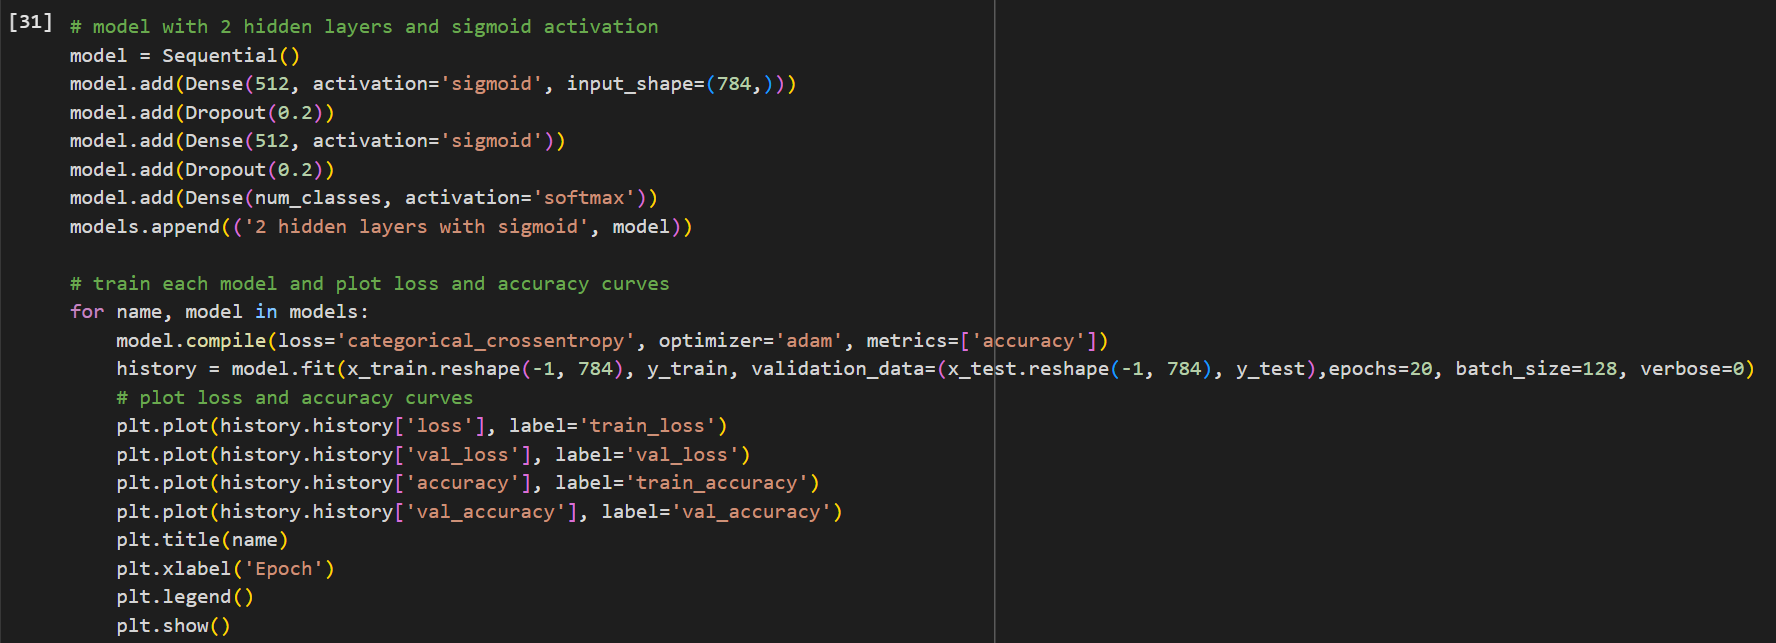 [31]
# model with 2 hidden layers and sigmoid activation
model = Sequential()
model.add(Dense(512, activation='sigmoid', input_shape=(784,)))
model.add(Dropout(0.2))
model.add(Dense(512, activation='sigmoid'))
model.add(Dropout(0.2))
model.add(Dense(num_classes, activation='softmax'))
models.append(('2 hidden layers with sigmoid', model))

# train each model and plot loss and accuracy curves
for name, model in models:
    model.compile(loss='categorical_crossentropy', optimizer='adam', metrics=['accuracy'])
    history = model.fit(x_train.reshape(-1, 784), y_train, validation_data=(x_test.reshape(-1, 784), y_test),epochs=20, batch_size=128, verbose=0)
    # plot loss and accuracy curves
    plt.plot(history.history['loss'], label='train_loss')
    plt.plot(history.history['val_loss'], label='val_loss')
    plt.plot(history.history['accuracy'], label='train_accuracy')
    plt.plot(history.history['val_accuracy'], label='val_accuracy')
    plt.title(name)
    plt.xlabel('Epoch')
    plt.legend()
    plt.show()